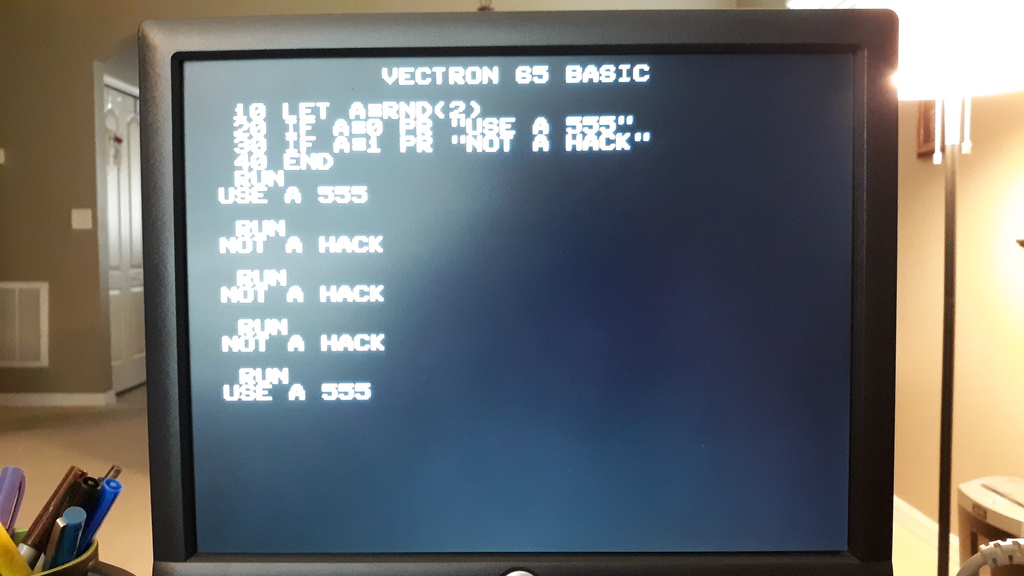 VECTRON 65 BASIC
10 LET A=RND(2)
20 IF A=0 PR "USE A 555"
30 IF A=1 PR "NOT A HACK"
40 END
RUN
USE A 555
RUN
NOT A HACK
RUN
NOT A HACK
RUN
NOT A HACK
RUN
USE A 555